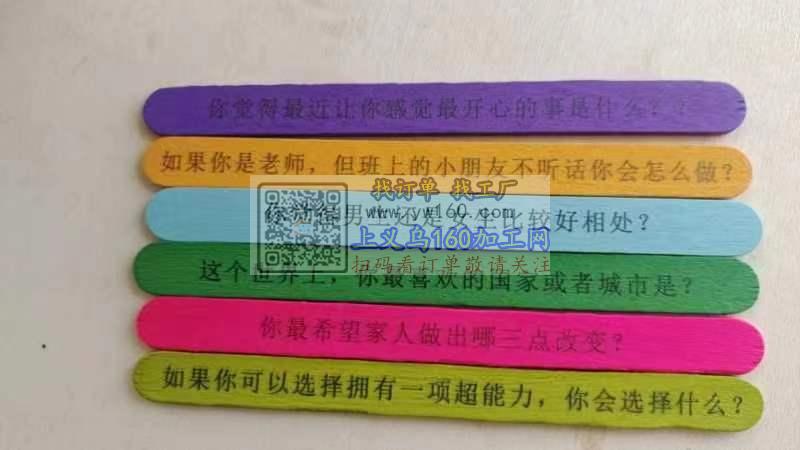 你觉得最近让你感觉最开心的事是什么？
如果你是老师，但班上的小朋友不听话你会怎么做？
找订单 找工厂
你觉得男生还是女生比较好相处？
www.yw160.com
上义乌160加工网
这个世界上，你最喜欢的国家或者城市是？
扫码看订单敬请关注
你最希望家人做出哪三点改变？
如果你可以选择拥有一项超能力，你会选择什么？